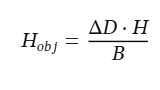 H_{obj} = \frac{\Delta D \cdot H}{B}